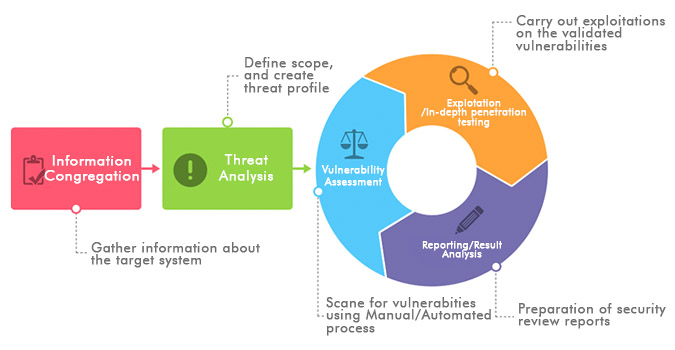 Carry out exploitations
on the validated
vulnerabilities
Define scope,
and create
threat profile
Information
Congregation
Threat
Analysis
Vulnerability
Assessment
Explotation
/In-depth penetration
testing
Reporting/Result
Analysis
Gather information about
the target system
Scane for vulnerabities
using Manual/Automated
process
Preparation of security
review reports